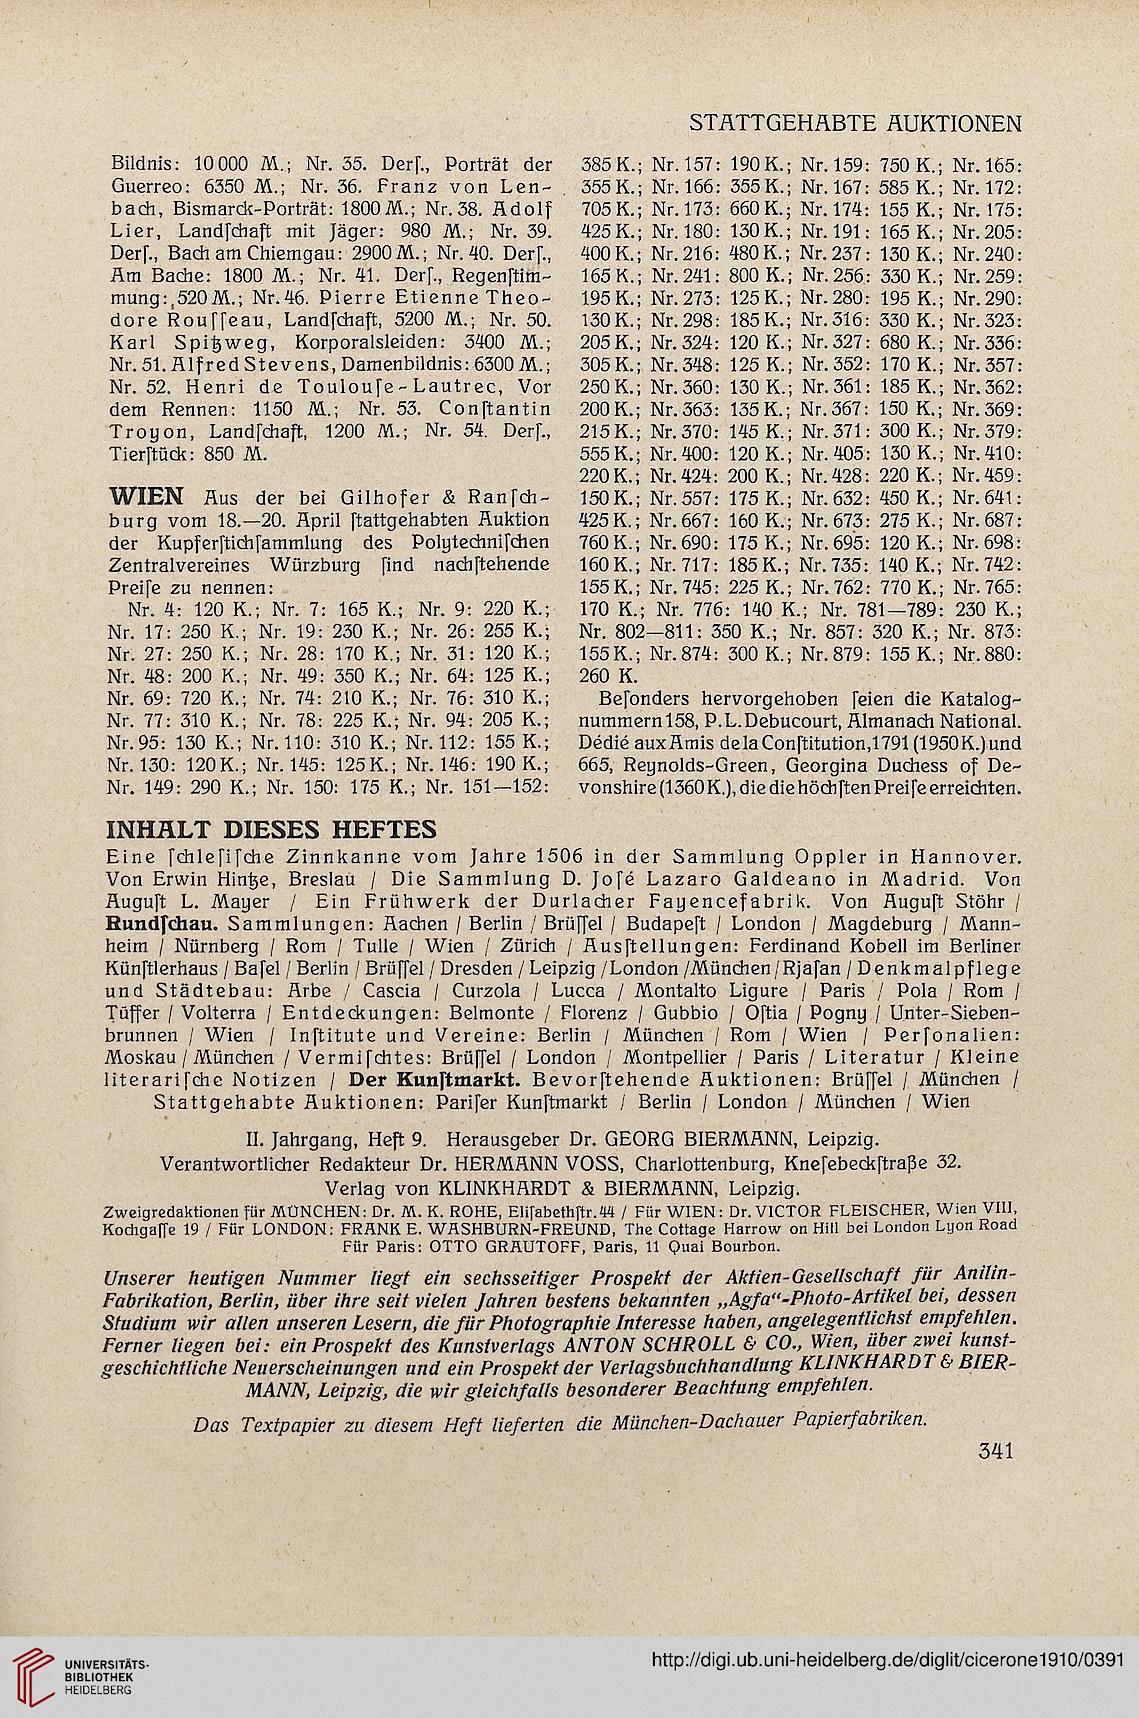 STATTGEHABTE AUKTIONEN
Bildnis: 10000 M.; Nr. 35. Derſ., Porträt der
Guerreo: 6350 M.; Nr. 36. Franz von Len-
bach, Bismarck-Porträt: 1800 M.; Nr. 38. Adolf
Lier, Landſchaft mit Jäger: 980 M.; Nr. 39.
Derſ., Bach am Chiemgau: 2900 M.; Nr. 40. Derſ.,
Am Bache: 1800 M.; Nr. 41. Derſ., Regenſtim-
mung: 520 M.; Nr. 46. Pierre Etienne Theo-
dore Rouſſeau, Landſchaft, 5200 M.; Nr. 50.
Karl Spitzweg, Korporalsleiden: 3400 M.;
Nr. 51. Alfred Stevens, Damenbildnis: 6300 M.;
Nr. 52. Henri de Toulouſe-Lautrec, Vor
dem Rennen: 1150 M.; Nr. 53. Conſtantin
Troyon, Landſchaft, 1200 M.; Nr. 54. Derſ.,
Tierſtück: 850 M.
WIEN Aus der bei Gilhofer & Ranſch-
burg vom 18.—20. April ſtattgehabten Auktion
der Kupferſtichſammlung des Polytechniſchen
Zentralvereines Würzburg ſind nachſtehende
Preiſe zu nennen:
Nr. 4: 120 K.; Nr. 7: 165 K.; Nr. 9: 220 K.;
Nr. 17: 250 K.; Nr. 19: 230 K.; Nr. 26: 255 K.;
Nr. 27: 250 K.; Nr. 28: 170 K.; Nr. 31: 120 K.;
Nr. 48: 200 K.; Nr. 49: 350 K.; Nr. 64: 125 K.;
Nr. 69: 720 K.; Nr. 74: 210 K.; Nr. 76: 310 K.;
Nr. 77: 310 K.; Nr. 78: 225 K.; Nr. 94: 205 K.;
Nr. 95: 130 K.; Nr. 110: 310 K.; Nr. 112: 155 K.;
Nr. 130: 120 K.; Nr. 145: 125 K.; Nr. 146: 190 K.;
Nr. 149: 290 K.; Nr. 150: 175 K.; Nr. 151—152:
385 K.; Nr. 157: 190 K.; Nr. 159: 750 K.; Nr. 165:
355 K.; Nr. 166: 355 K.; Nr. 167: 585 K.; Nr. 172:
705 K.; Nr. 173: 660 K.; Nr. 174: 155 K.; Nr. 175:
425 K.; Nr. 180: 130 K.; Nr. 191: 165 K.; Nr. 205:
400 K.; Nr. 216: 480 K.; Nr. 237: 130 K.; Nr. 240:
165 K.; Nr. 241: 800 K.; Nr. 256: 330 K.; Nr. 259:
195 K.; Nr. 273: 125 K.; Nr. 280: 195 K.; Nr. 290:
130 K.; Nr. 298: 185 K.; Nr. 316: 330 K.; Nr. 323:
205 K.; Nr. 324: 120 K.; Nr. 327: 680 K.; Nr. 336:
305 K.; Nr. 348: 125 K.; Nr. 352: 170 K.; Nr. 357:
250 K.; Nr. 360: 130 K.; Nr. 361: 185 K.; Nr. 362:
200 K.; Nr. 363: 135 K.; Nr. 367: 150 K.; Nr. 369:
215 K.; Nr. 370: 145 K.; Nr. 371: 300 K.; Nr. 379:
555 K.; Nr. 400: 120 K.; Nr. 405: 130 K.; Nr. 410:
220 K.; Nr. 424: 200 K.; Nr. 428: 220 K.; Nr. 459:
150 K.; Nr. 557: 175 K.; Nr. 632: 450 K.; Nr. 641:
425 K.; Nr. 667: 160 K.; Nr. 673: 275 K.; Nr. 687:
760 K.; Nr. 690: 175 K.; Nr. 695: 120 K.; Nr. 698:
160 K.; Nr. 717: 185 K.; Nr. 735: 140 K.; Nr. 742:
155 K.; Nr. 745: 225 K.; Nr. 762: 770 K.; Nr. 765:
170 K.; Nr. 776: 140 K.; Nr. 781—789: 230 K.;
Nr. 802—811: 350 K.; Nr. 857: 320 K.; Nr. 873:
155 K.; Nr. 874: 300 K.; Nr. 879: 155 K.; Nr. 880:
260 K.
Beſonders hervorgehoben ſeien die Katalog-
nummern 158, P. L. Debucourt, Almanach National.
Dédié aux Amis de la Conſtitution, 1791 (1950 K.) und
665, Reynolds-Green, Georgina Duchess of De-
vonshire (1360 K.), die die höchſten Preiſe erreichten.
INHALT DIESES HEFTES
Eine ſchleſiſche Zinnkanne vom Jahre 1506 in der Sammlung Oppler in Hannover.
Von Erwin Hintze, Breslau / Die Sammlung D. Joſé Lazaro Galdeano in Madrid. Von
Auguſt L. Mayer / Ein Frühwerk der Durlacher Fayencefabrik. Von Auguſt Stöhr /
Rundſchau. Sammlungen: Aachen / Berlin / Brüſſel / Budapeſt / London / Magdeburg / Mann-
heim / Nürnberg / Rom / Tulle / Wien / Zürich / Ausſtellungen: Ferdinand Kobell im Berliner
Künſtlerhaus / Baſel / Berlin / Brüſſel / Dresden / Leipzig / London / München / Rjaſan / Denkmalpflege
und Städtebau: Arbe / Cascia / Curzola / Lucca / Montalto Ligure / Paris / Pola / Rom /
Tüffer / Volterra / Entdeckungen: Belmonte / Florenz / Gubbio / Oſtia / Pogny / Unter-Sieben-
brunnen / Wien / Inſtitute und Vereine: Berlin / München / Rom / Wien / Perſonalien:
Moskau / München / Vermiſchtes: Brüſſel / London / Montpellier / Paris / Literatur / Kleine
literariſche Notizen / Der Kunſtmarkt. Bevorſtehende Auktionen: Brüſſel / München /
Stattgehabte Auktionen: Pariſer Kunſtmarkt / Berlin / London / München / Wien
II. Jahrgang, Heft 9. Herausgeber Dr. GEORG BIERMANN, Leipzig.
Verantwortlicher Redakteur Dr. HERMANN VOSS, Charlottenburg, Kneſebeckſtraße 32.
Verlag von KLINKHARDT & BIERMANN, Leipzig.
Zweigredaktionen für MÜNCHEN: Dr. M. K. ROHE, Eliſabethſtr. 44 / Für WIEN: Dr. VICTOR FLEISCHER, Wien VIII,
Kochgaſſe 19 / Für LONDON: FRANK E. WASHBURN-FREUND, The Cottage Harrow on Hill bei London Lyon Road
Für Paris: OTTO GRAUTOFF, Paris, 11 Quai Bourbon.
Unserer heutigen Nummer liegt ein sechsseitiger Prospekt der Aktien-Gesellschaft für Anilin-
Fabrikation, Berlin, über ihre seit vielen Jahren bestens bekannten „Agfa“-Photo-Artikel bei, dessen
Studium wir allen unseren Lesern, die für Photographie Interesse haben, angelegentlichst empfehlen.
Ferner liegen bei: ein Prospekt des Kunstverlags ANTON SCHROLL & CO., Wien, über zwei kunst-
geschichtliche Neuerscheinungen und ein Prospekt der Verlagsbuchhandlung KLINKHARDT & BIER-
MANN, Leipzig, die wir gleichfalls besonderer Beachtung empfehlen.
Das Textpapier zu diesem Heft lieferten die München-Dachauer Papierfabriken.
341
UNIVERSITÄTS-
BIBLIOTHEK
HEIDELBERG
http://digi.ub.uni-heidelberg.de/diglit/cicerone1910/0391